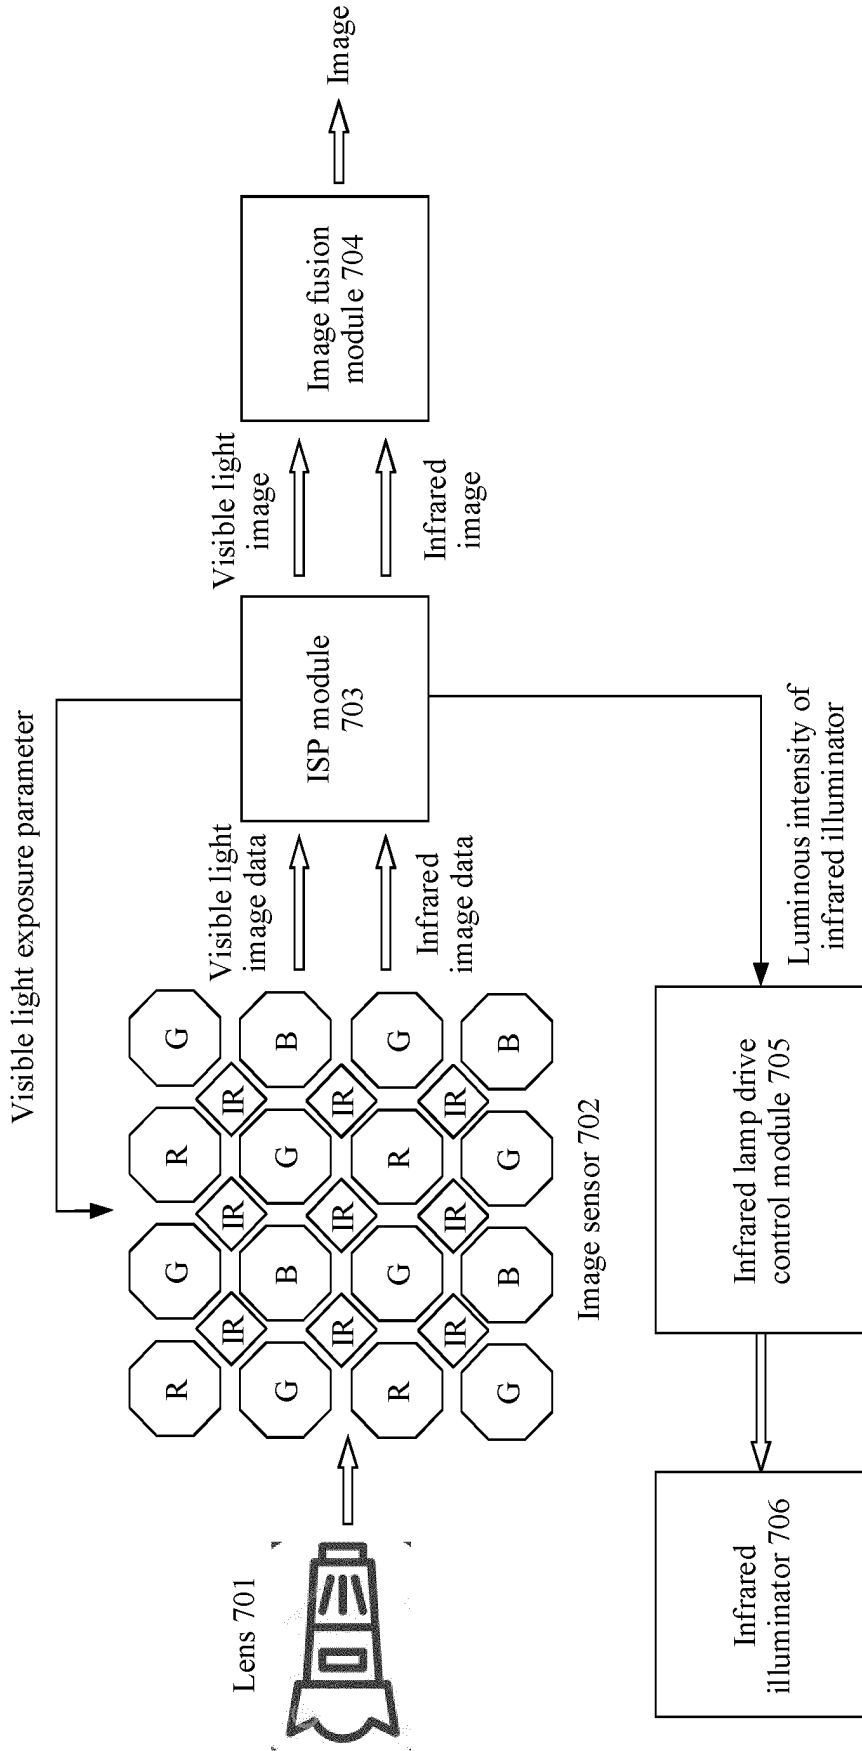 Visible light exposure parameter
Lens 701
R G R G
IR IR IR
G B G B
IR IR IR
R G R G
IR IR IR
G B G B
Image sensor 702
Visible light
image data
Infrared
image data
ISP module
703
Visible light
image
Infrared
image
Image fusion
module 704
Image
Luminous intensity of
infrared illuminator
Infrared lamp drive
control module 705
Infrared
illuminator 706